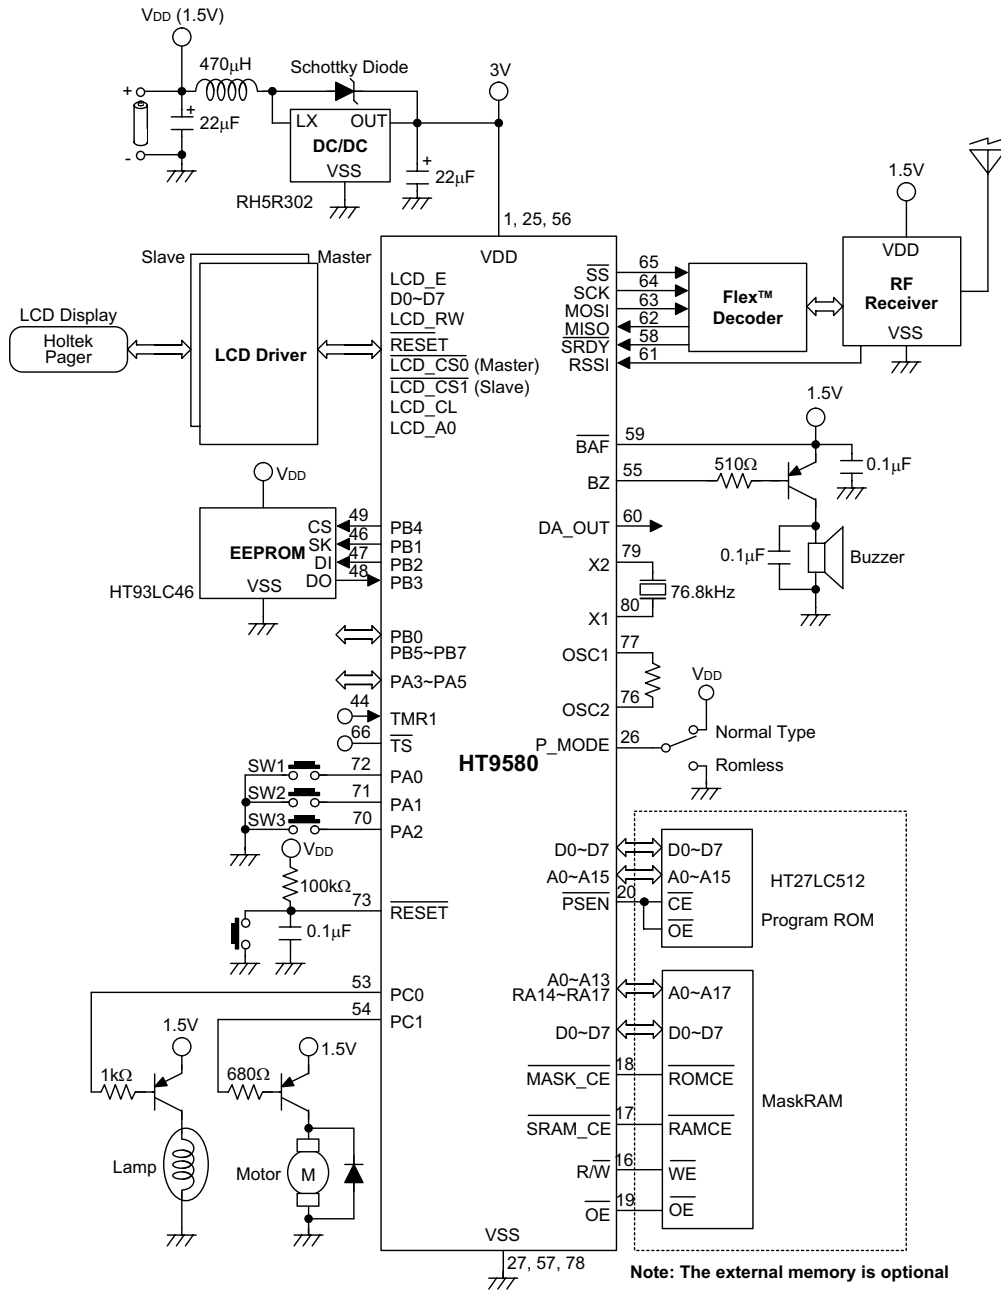 VDD (1.5V)
470μH
Schottky Diode
3V
+
+
22μF
-
LX OUT
DC/DC
VSS
RH5R302
+
22μF
1, 25, 56
VDD
1.5V
VDD
RF
Receiver
VSS
Flex™
Decoder
SS 65
SCK 64
MOSI 63
MISO 62
SRDY 58
RSSI 61
Slave
Master
LCD Display
Holtek
Pager
LCD Driver
LCD_E
D0~D7
LCD_RW
RESET
LCD_CS0 (Master)
LCD_CS1 (Slave)
LCD_CL
LCD_A0
1.5V
BAF 59
0.1μF
BZ 55
510Ω
DA_OUT 60
0.1μF
Buzzer
X2 79
76.8kHz
X1 80
OSC1 77
OSC2 76
VDD
P_MODE 26
Normal Type
Romless
VDD
EEPROM
VSS
HT93LC46
CS 49 PB4
SK 46 PB1
DI 47 PB2
DO 48 PB3
PB0
PB5~PB7
PA3~PA5
44 TMR1
66 TS
HT9580
SW1 72 PA0
SW2 71 PA1
SW3 70 PA2
VDD
100kΩ
73 RESET
0.1μF
53 PC0
54 PC1
1.5V
1kΩ
Lamp
1.5V
680Ω
Motor
M
D0~D7 D0~D7
A0~A15 A0~A15
PSEN 20 CE
OE
HT27LC512
Program ROM
A0~A13
RA14~RA17
A0~A17
D0~D7 D0~D7
MASK_CE 18 ROMCE
SRAM_CE 17 RAMCE
R/W 16 WE
OE 19 OE
MaskRAM
VSS
27, 57, 78
Note: The external memory is optional